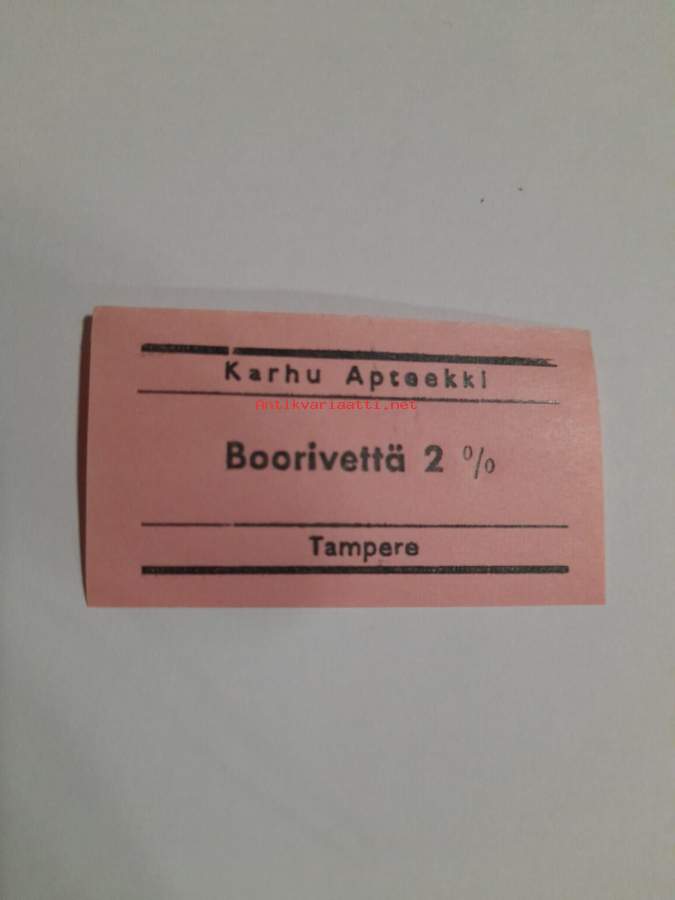 Karhu Apteekki
Antikvariaatti.net
Boorivettä 2 %
Tampere